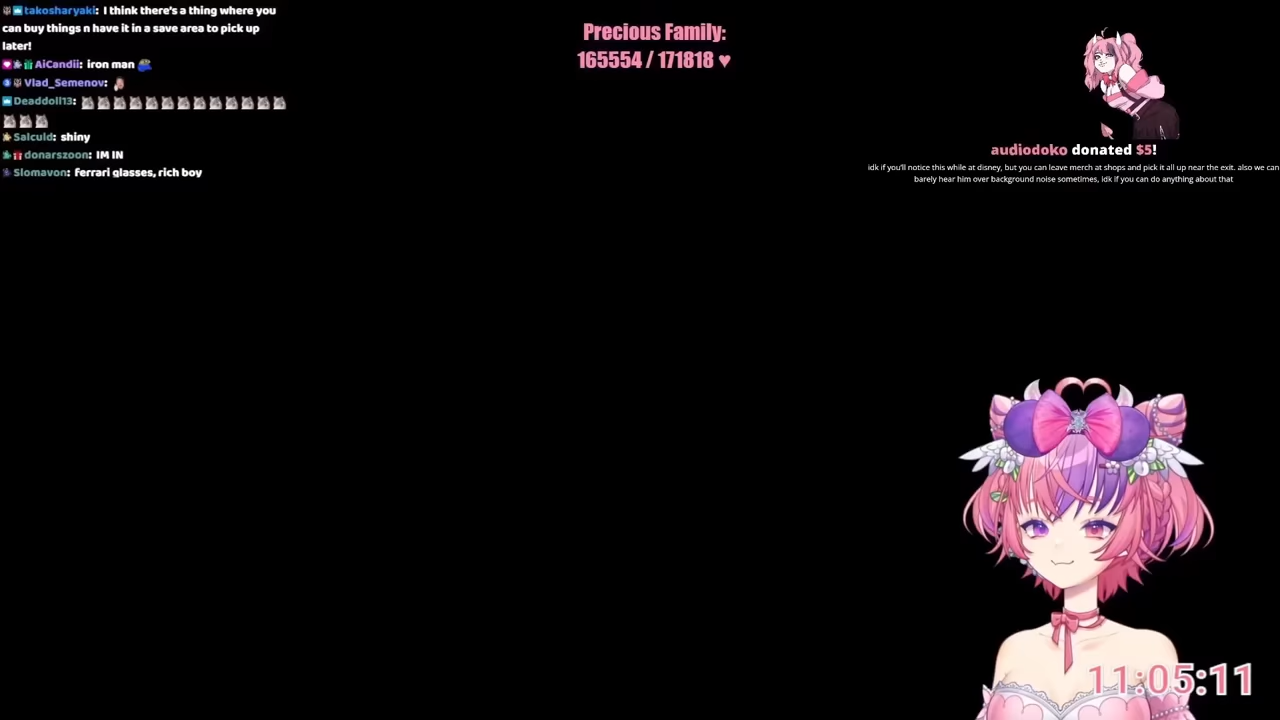 takosharyaki: I think there's a thing where you
can buy things n have it in a save area to pick up
later!
AiCandii: iron man
Vlad_Semenov:
Deaddoll13:
Salculd: shiny
donarszoon: IM IN
Slomavon: ferrari glasses, rich boy
Precious Family:
165554 / 171818 ♥
audiodoko donated $5!
idk if you'll notice this while at disney, but you can leave merch at shops and pick it all up near the exit. also we can
barely hear him over background noise sometimes, idk if you can do anything about that
11:05:11